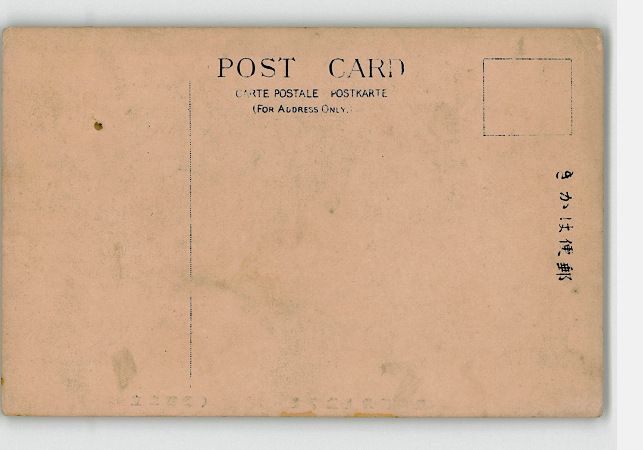 POST CARD
CARTE POSTALE POSTKARTE
(FOR ADDRESS ONLY.)
きかは便郵